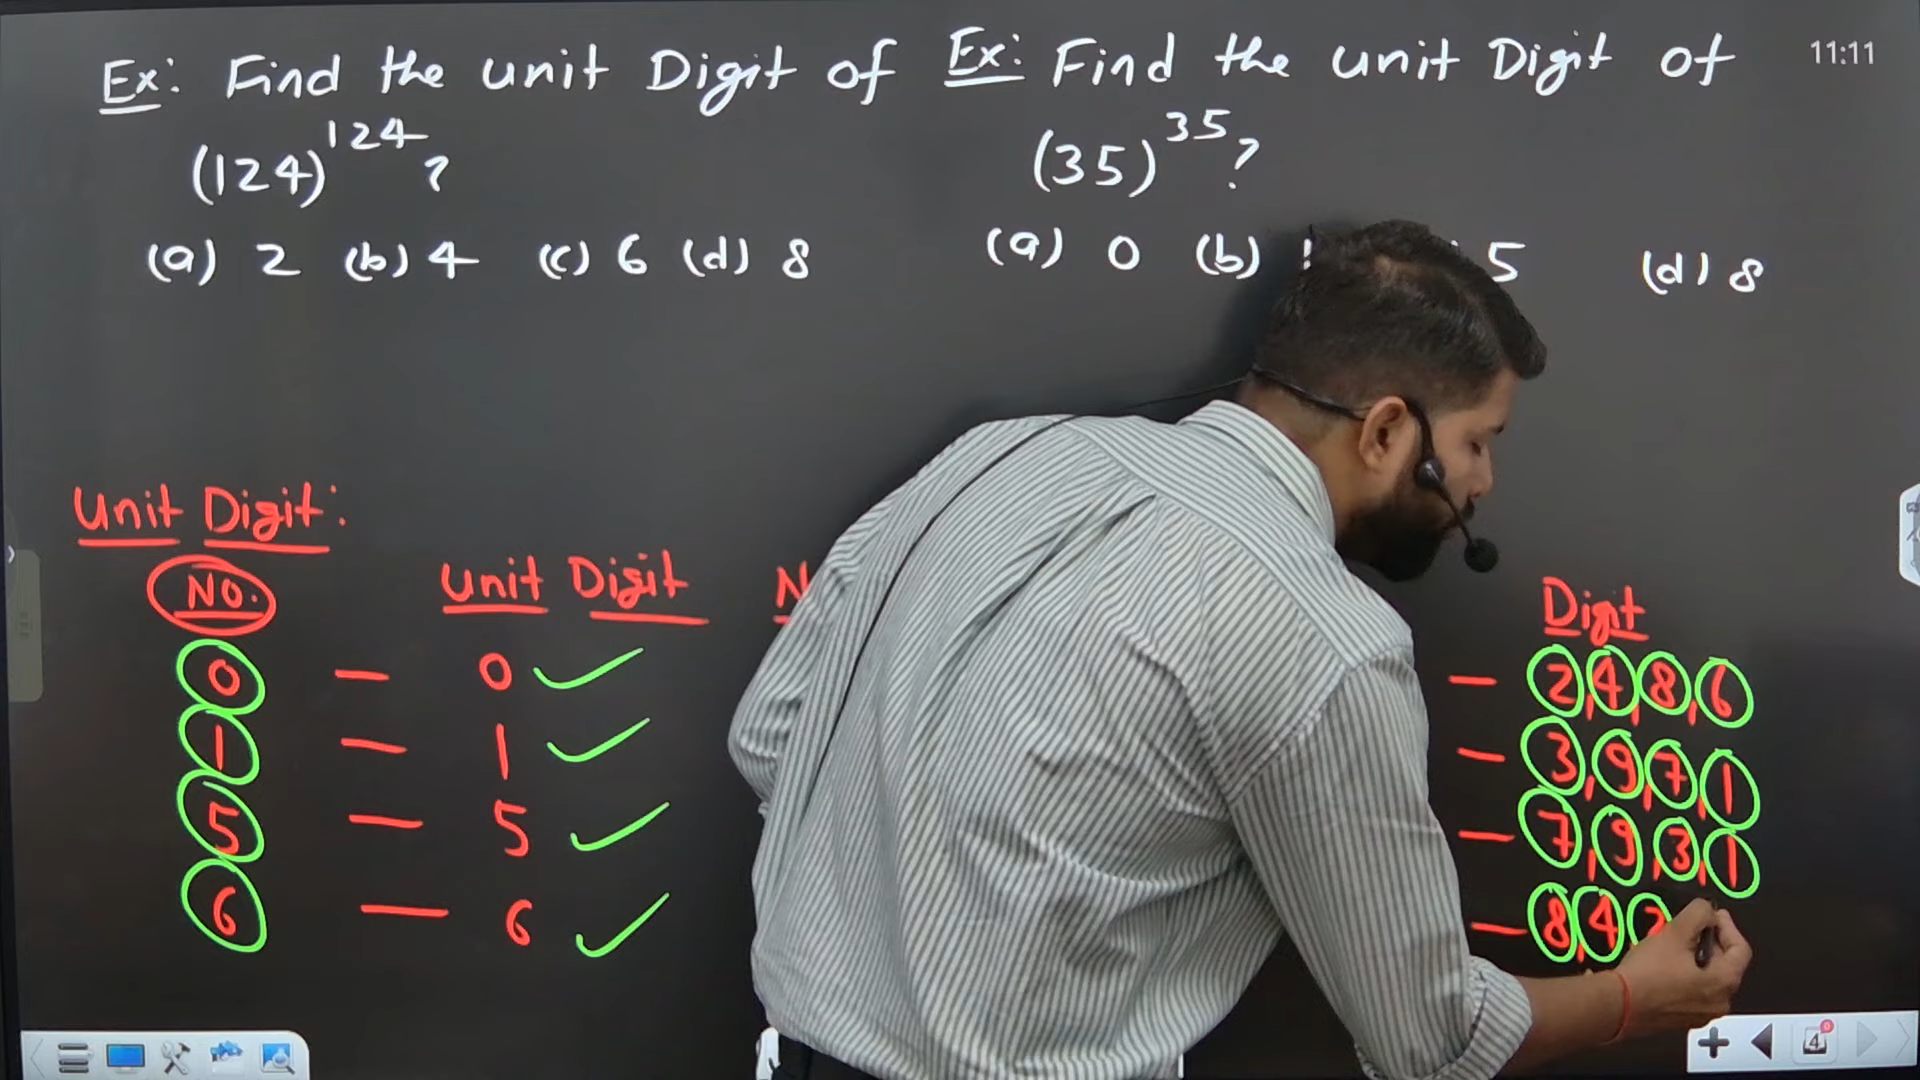 Ex: Find the unit Digit of
(124)^124 ?
(a) 2 (b) 4 (c) 6 (d) 8
Ex: Find the unit Digit of
(35)^35 ?
(a) 0 (b) 5 (d) 8
11:11
Unit Digit:
NO. Unit Digit
0 — 0 ✓
1 — 1 ✓
5 — 5 ✓
6 — 6 ✓
Digit
— 2, 4, 8, 6
— 3, 9, 7, 1
— 7, 9, 3, 1
— 8, 4
4
0